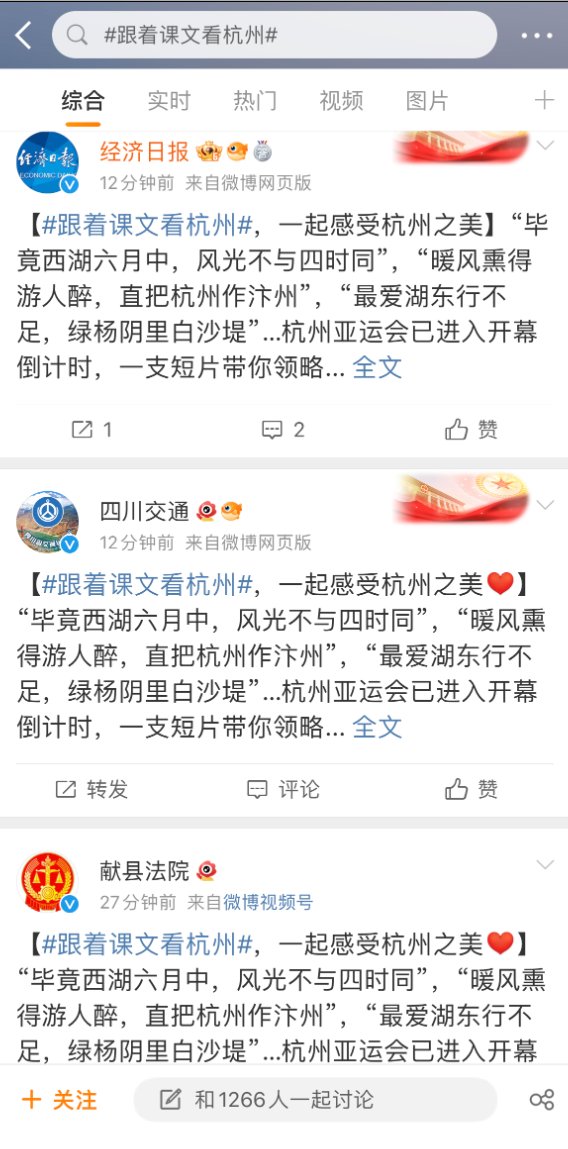 #跟着课文看杭州#
综合 实时 热门 视频 图片
经济日报
经濟日報
ECONOMIC DAILY
12分钟前 来自微博网页版
【#跟着课文看杭州#，一起感受杭州之美】“毕
竟西湖六月中，风光不与四时同”，“暖风熏得
游人醉，直把杭州作汴州”，“最爱湖东行不
足，绿杨阴里白沙堤”...杭州亚运会已进入开幕
倒计时，一支短片带你领略... 全文
1 2 赞
四川交通
12分钟前 来自微博网页版
【#跟着课文看杭州#，一起感受杭州之美❤️】
“毕竟西湖六月中，风光不与四时同”，“暖风熏
得游人醉，直把杭州作汴州”，“最爱湖东行不
足，绿杨阴里白沙堤”...杭州亚运会已进入开幕
倒计时，一支短片带你领略... 全文
转发 评论 赞
献县法院
27分钟前 来自微博视频号
【#跟着课文看杭州#，一起感受杭州之美❤️】
“毕竟西湖六月中，风光不与四时同”，“暖风熏
得游人醉，直把杭州作汴州”，“最爱湖东行不
足，绿杨阴里白沙堤”...杭州亚运会已进入开幕
+ 关注 和1266人一起讨论